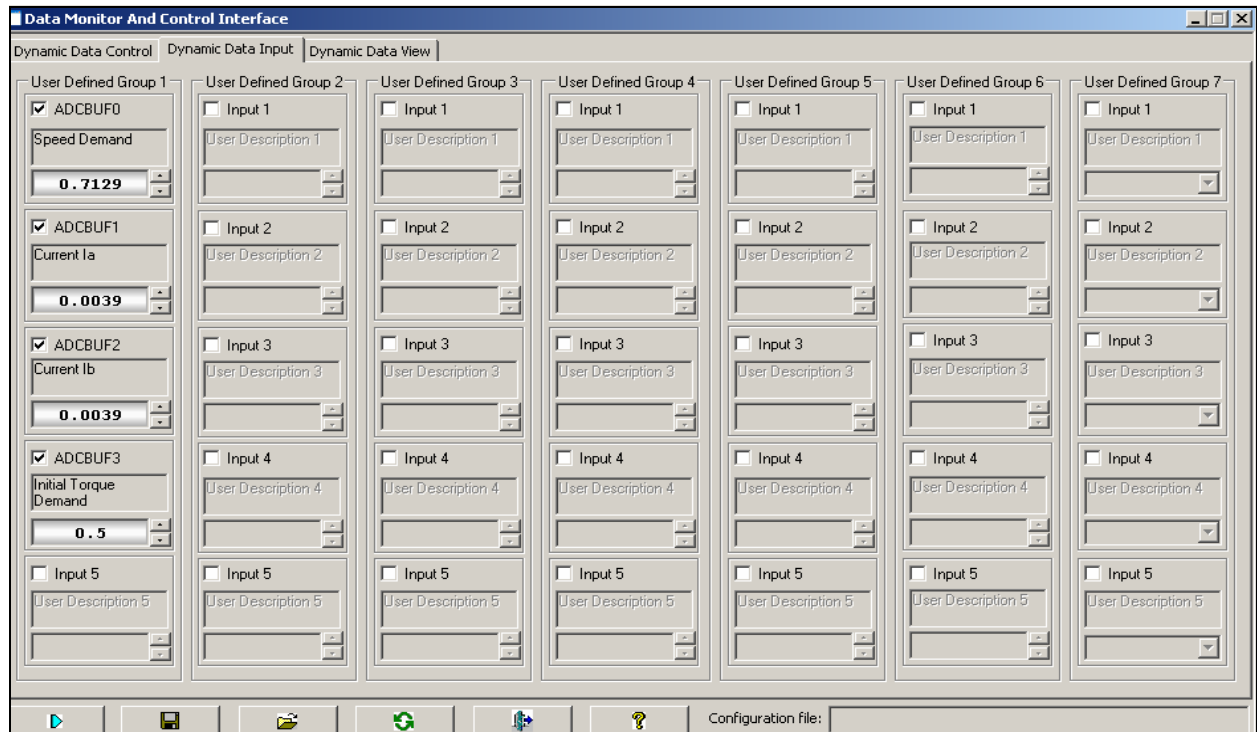 Data Monitor And Control Interface
Dynamic Data Control Dynamic Data Input Dynamic Data View
User Defined Group 1 User Defined Group 2 User Defined Group 3 User Defined Group 4 User Defined Group 5 User Defined Group 6 User Defined Group 7
ADCBUF0 Input 1 Input 1 Input 1 Input 1 Input 1 Input 1
Speed Demand User Description 1 User Description 1 User Description 1 User Description 1 User Description 1 User Description 1
0.7129
ADCBUF1 Input 2 Input 2 Input 2 Input 2 Input 2 Input 2
Current Ia User Description 2 User Description 2 User Description 2 User Description 2 User Description 2 User Description 2
0.0039
ADCBUF2 Input 3 Input 3 Input 3 Input 3 Input 3 Input 3
Current Ib User Description 3 User Description 3 User Description 3 User Description 3 User Description 3 User Description 3
0.0039
ADCBUF3 Input 4 Input 4 Input 4 Input 4 Input 4 Input 4
Initial Torque User Description 4 User Description 4 User Description 4 User Description 4 User Description 4 User Description 4
Demand
0.5
Input 5 Input 5 Input 5 Input 5 Input 5 Input 5 Input 5
User Description 5 User Description 5 User Description 5 User Description 5 User Description 5 User Description 5 User Description 5
Configuration file: